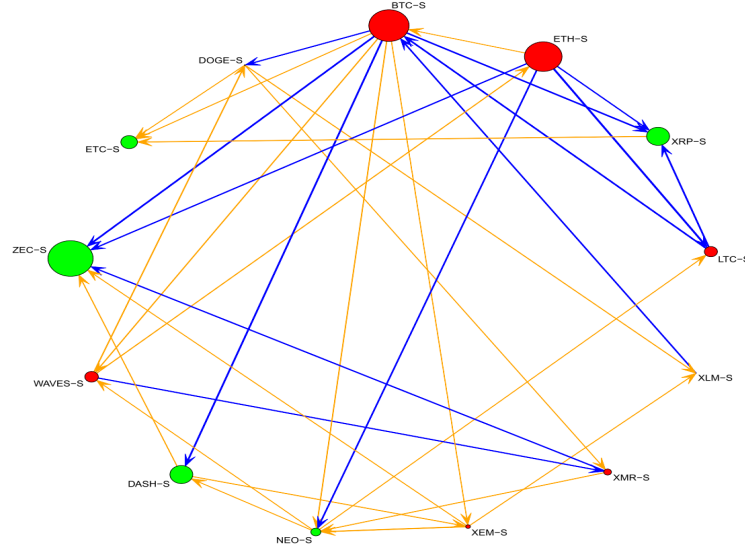 BTC–S
ETH–S
DOGE–S
XRP–S
ETC–S
ZEC–S
LTC–S
WAVES–S
XLM–S
DASH–S
XMR–S
NEO–S
XEM–S